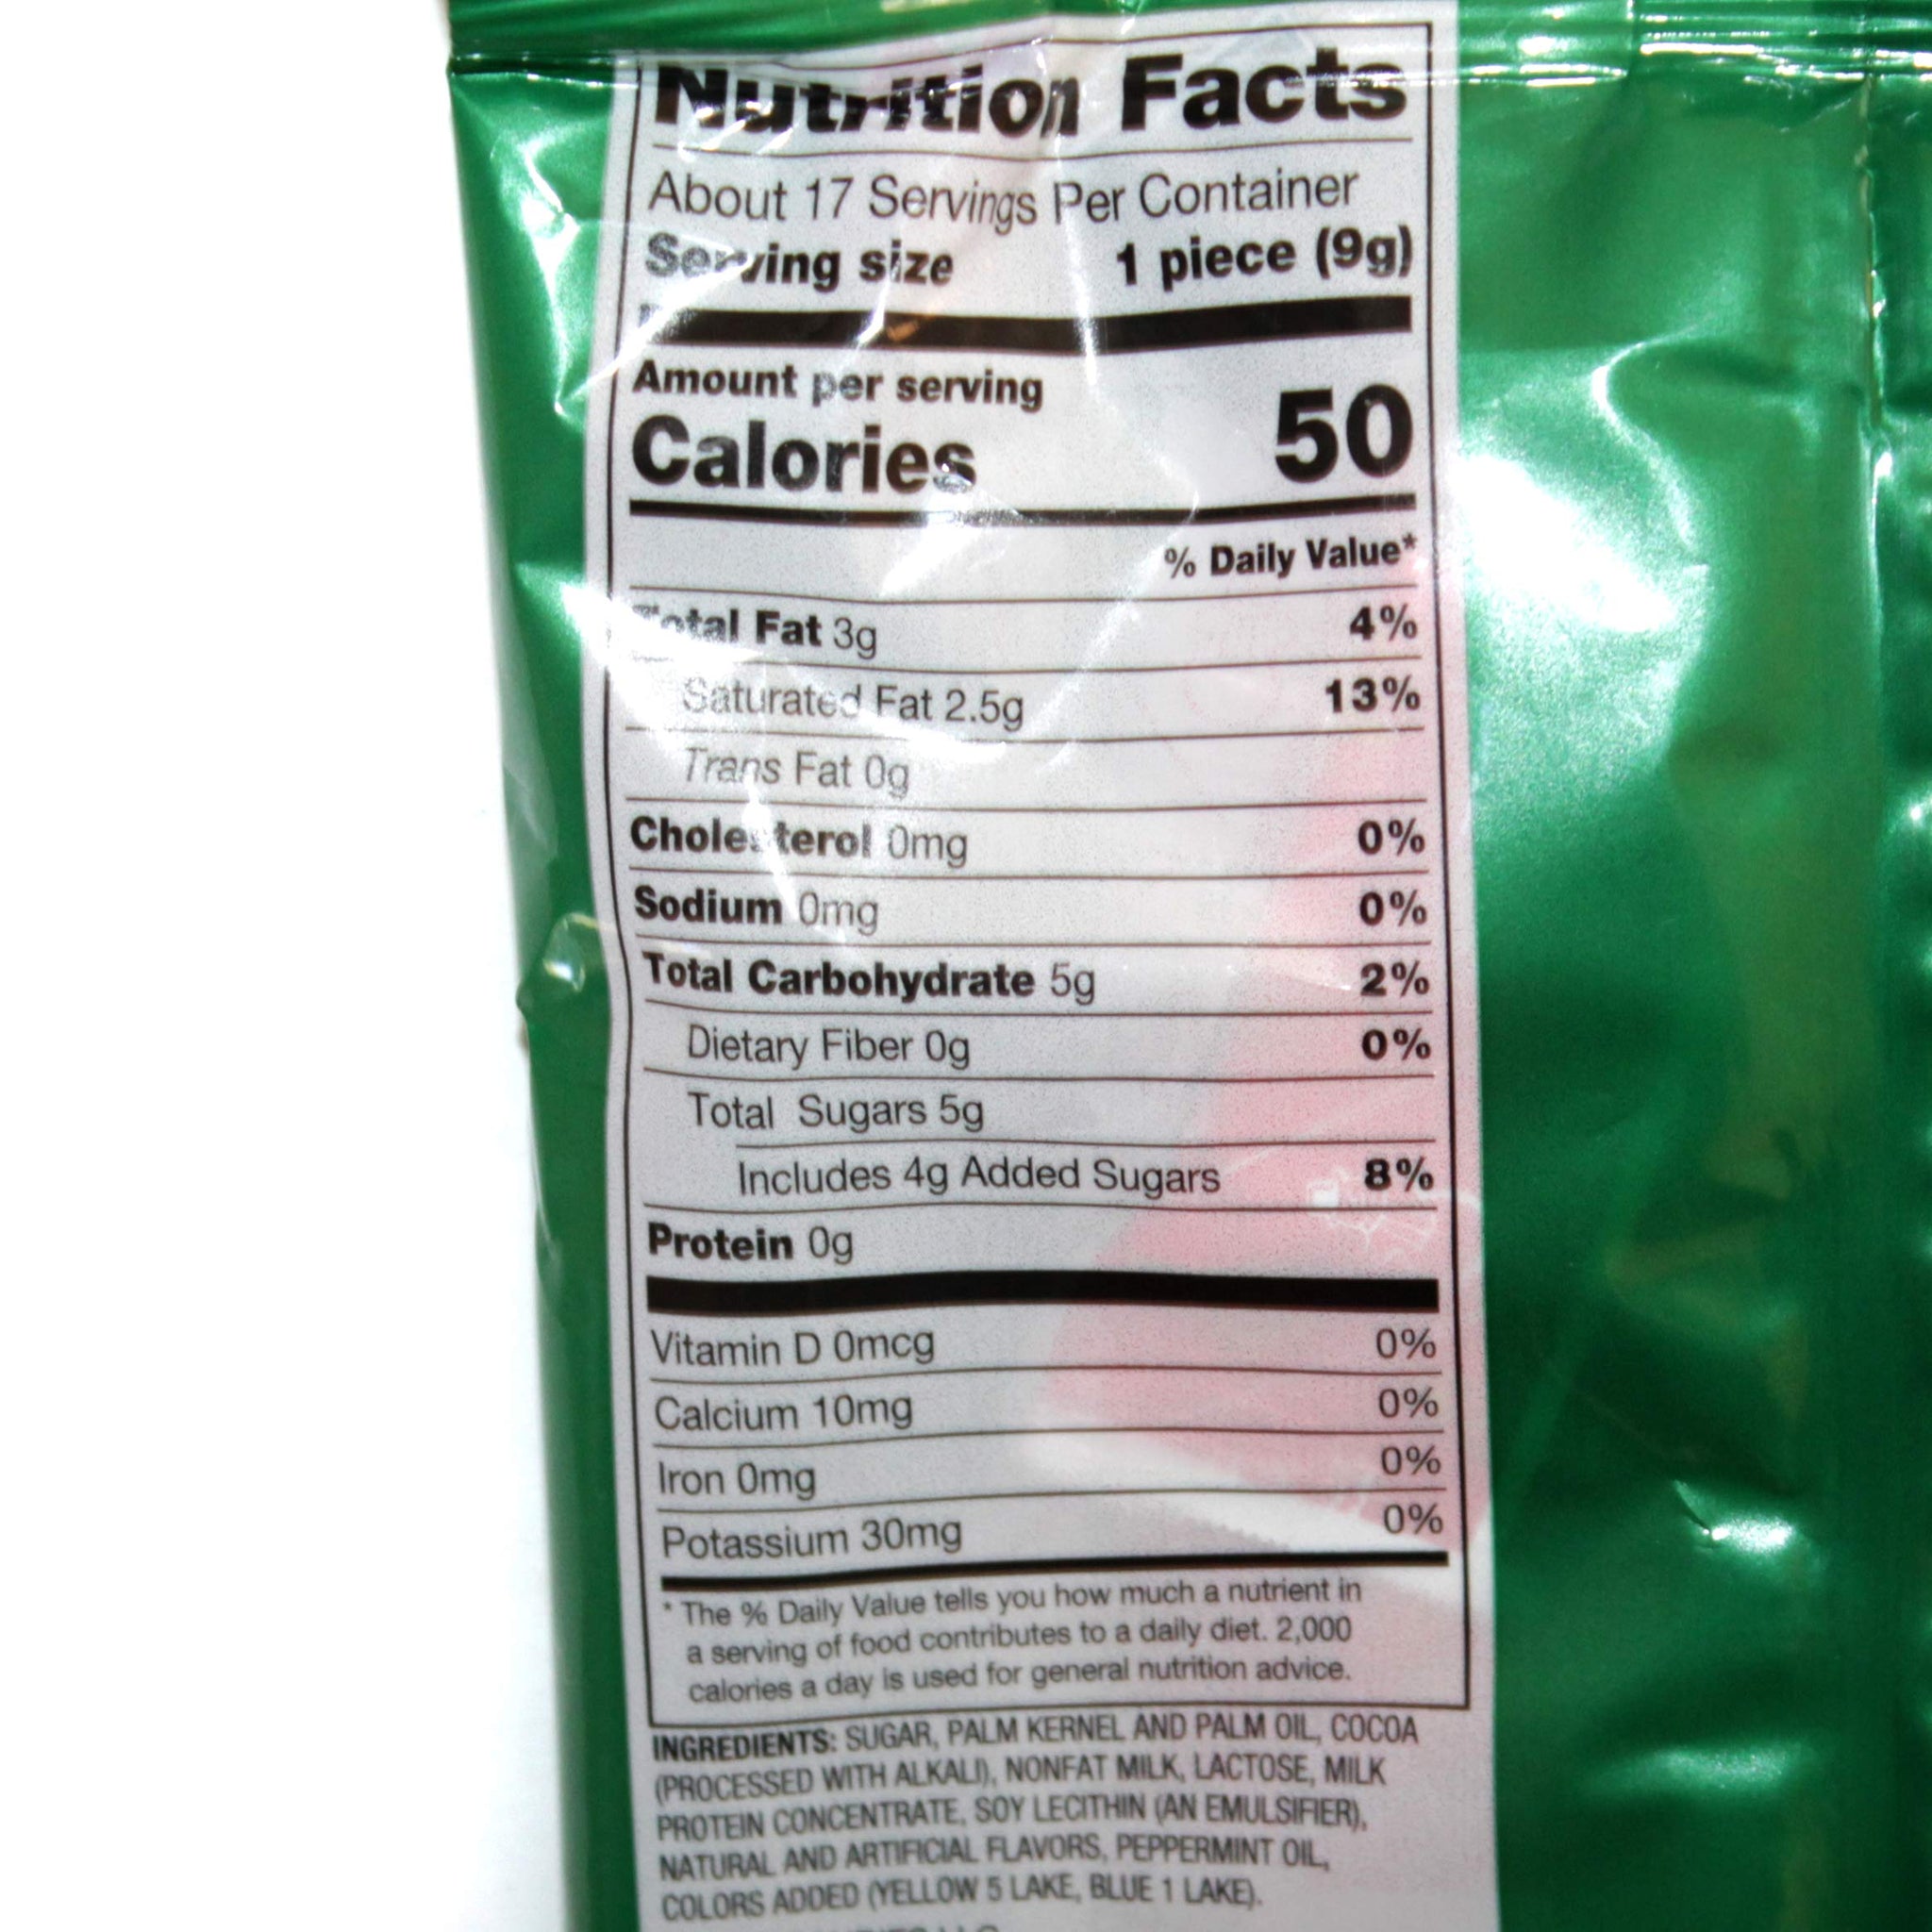 Nutrition Facts
About 17 Servings Per Container
Serving size 1 piece (9g)
Amount per serving
Calories 50
% Daily Value*
Total Fat 3g 4%
Saturated Fat 2.5g 13%
Trans Fat 0g
Cholesterol 0mg 0%
Sodium 0mg 0%
Total Carbohydrate 5g 2%
Dietary Fiber 0g 0%
Total Sugars 5g
Includes 4g Added Sugars 8%
Protein 0g
Vitamin D 0mcg 0%
Calcium 10mg 0%
Iron 0mg 0%
Potassium 30mg 0%
* The % Daily Value tells you how much a nutrient in
a serving of food contributes to a daily diet. 2,000
calories a day is used for general nutrition advice.
INGREDIENTS: SUGAR, PALM KERNEL AND PALM OIL, COCOA
(PROCESSED WITH ALKALI), NONFAT MILK, LACTOSE, MILK
PROTEIN CONCENTRATE, SOY LECITHIN (AN EMULSIFIER),
NATURAL AND ARTIFICIAL FLAVORS, PEPPERMINT OIL,
COLORS ADDED (YELLOW 5 LAKE, BLUE 1 LAKE).